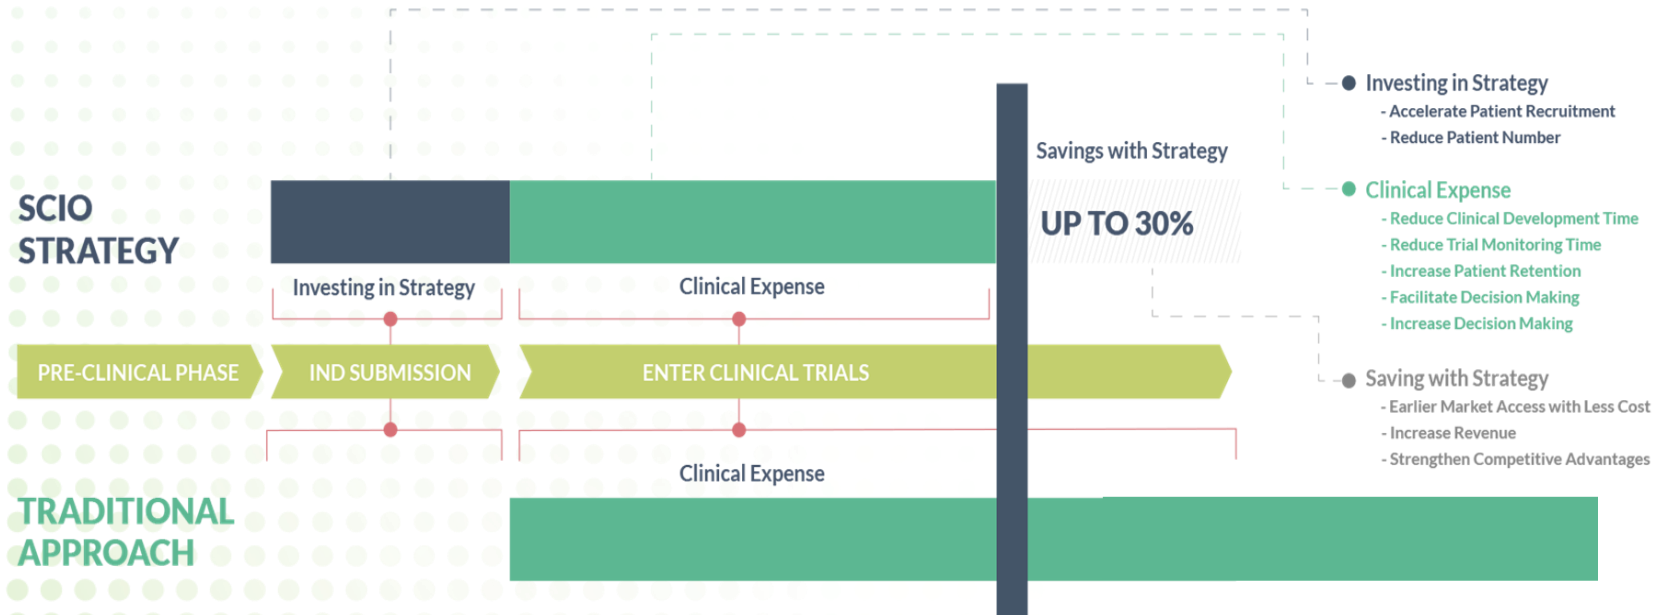 SCIO
STRATEGY
Investing in Strategy
Clinical Expense
Savings with Strategy
UP TO 30%
PRE-CLINICAL PHASE
IND SUBMISSION
ENTER CLINICAL TRIALS
Clinical Expense
TRADITIONAL
APPROACH
Investing in Strategy
- Accelerate Patient Recruitment
- Reduce Patient Number
Clinical Expense
- Reduce Clinical Development Time
- Reduce Trial Monitoring Time
- Increase Patient Retention
- Facilitate Decision Making
- Increase Decision Making
Saving with Strategy
- Earlier Market Access with Less Cost
- Increase Revenue
- Strengthen Competitive Advantages